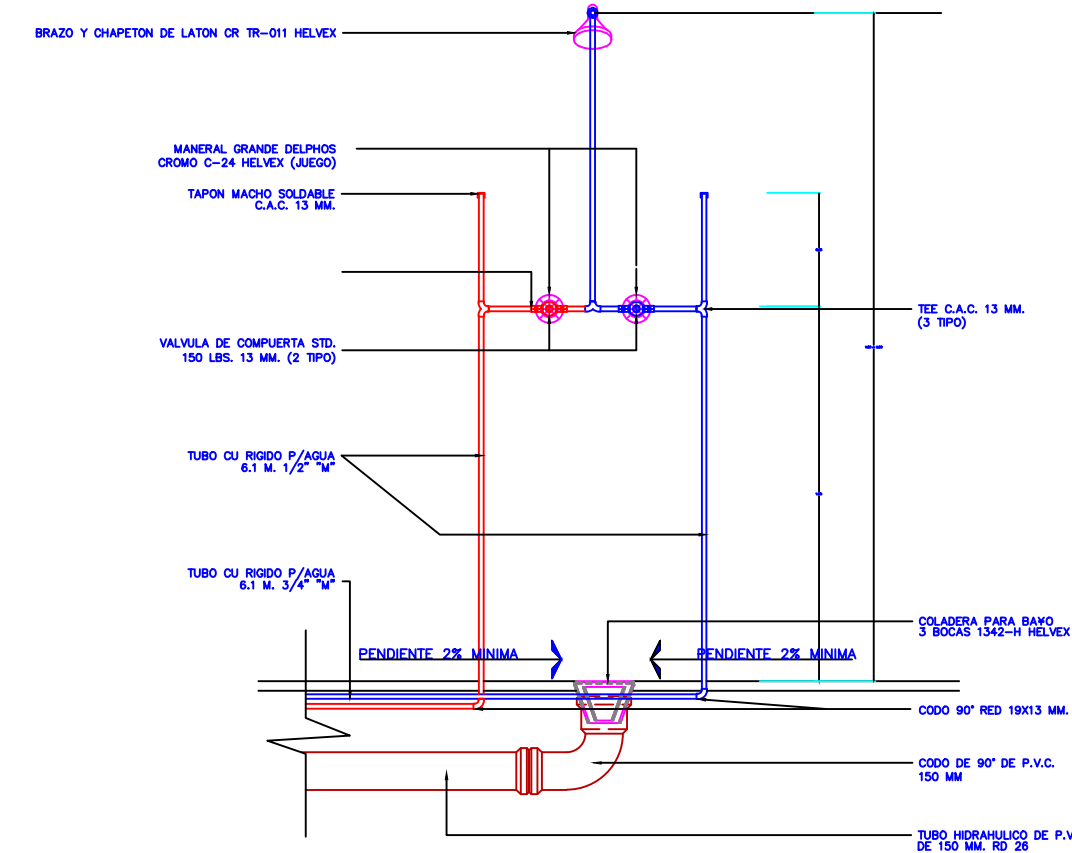 BRAZO Y CHAPETON DE LATON CR TR-011 HELVEX
MANERAL GRANDE DELPHOS
CROMO C-24 HELVEX (JUEGO)
TAPON MACHO SOLDABLE
C.A.C. 13 MM.
TEE C.A.C. 13 MM.
(3 TIPO)
VALVULA DE COMPUERTA STD.
150 LBS. 13 MM. (2 TIPO)
TUBO CU RIGIDO P/AGUA
6.1 M. 1/2" "M"
TUBO CU RIGIDO P/AGUA
6.1 M. 3/4" "M"
COLADERA PARA BA¥O
3 BOCAS 1342-H HELVEX
PENDIENTE 2% MINIMA
PENDIENTE 2% MINIMA
CODO 90° RED 19X13 MM.
CODO DE 90° DE P.V.C.
150 MM
TUBO HIDRAHULICO DE P.V
DE 150 MM. RD 26